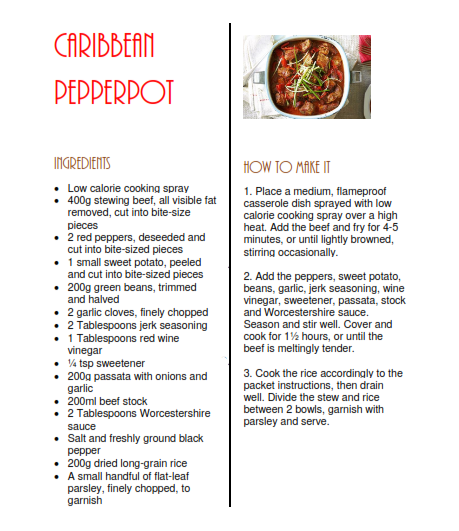 CARIBBEAN
PEPPERPOT
INGREDIENTS
• Low calorie cooking spray
• 400g stewing beef, all visible fat
removed, cut into bite-size
pieces
• 2 red peppers, deseeded and
cut into bite-sized pieces
• 1 small sweet potato, peeled
and cut into bite-sized pieces
• 200g green beans, trimmed
and halved
• 2 garlic cloves, finely chopped
• 2 Tablespoons jerk seasoning
• 1 Tablespoons red wine
vinegar
• ¼ tsp sweetener
• 200g passata with onions and
garlic
• 200ml beef stock
• 2 Tablespoons Worcestershire
sauce
• Salt and freshly ground black
pepper
• 200g dried long-grain rice
• A small handful of flat-leaf
parsley, finely chopped, to
garnish
HOW TO MAKE IT
1. Place a medium, flameproof
casserole dish sprayed with low
calorie cooking spray over a high
heat. Add the beef and fry for 4-5
minutes, or until lightly browned,
stirring occasionally.
2. Add the peppers, sweet potato,
beans, garlic, jerk seasoning, wine
vinegar, sweetener, passata, stock
and Worcestershire sauce.
Season and stir well. Cover and
cook for 1½ hours, or until the
beef is meltingly tender.
3. Cook the rice accordingly to the
packet instructions, then drain
well. Divide the stew and rice
between 2 bowls, garnish with
parsley and serve.